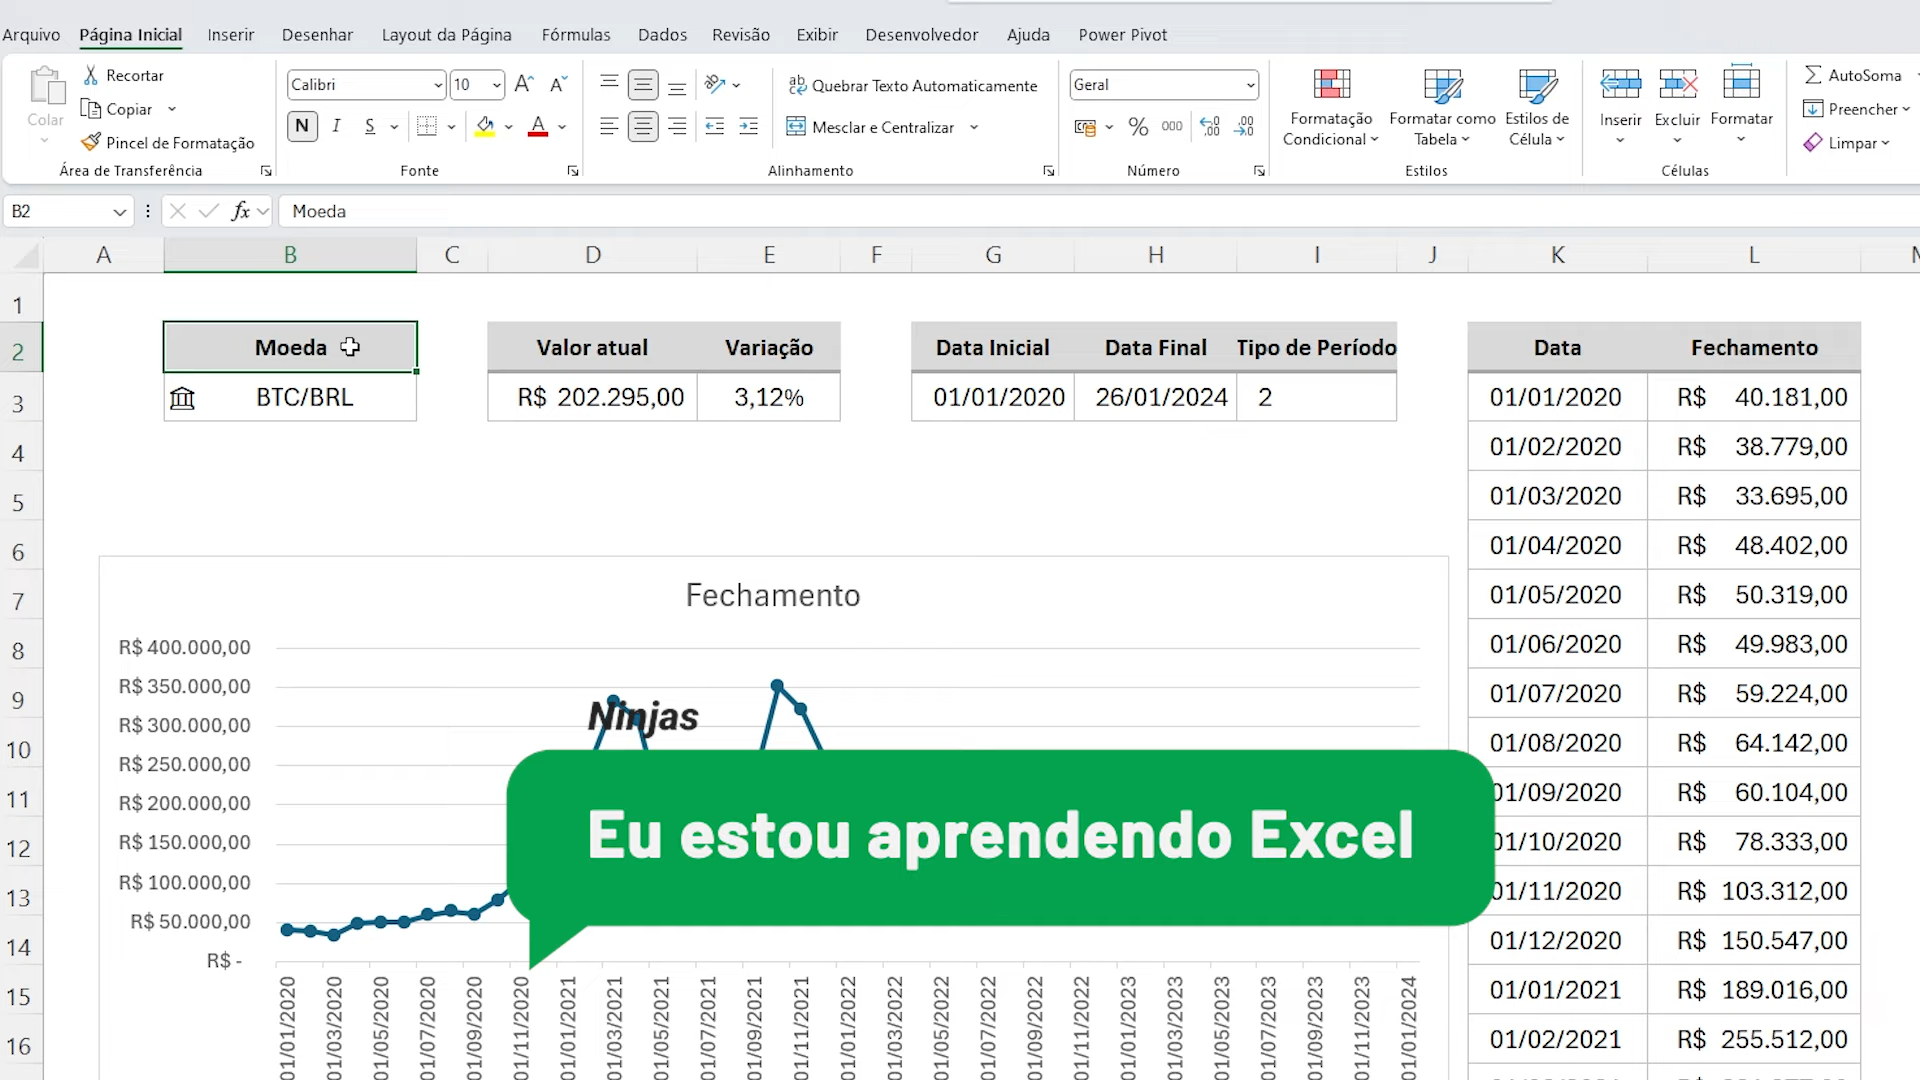 Arquivo Página Inicial Inserir Desenhar Layout da Página Fórmulas Dados Revisão Exibir Desenvolvedor Ajuda Power Pivot
Colar
Recortar
Copiar
Pincel de Formatação
Área de Transferência
Calibri 10
N I S
Fonte
Quebrar Texto Automaticamente
Mesclar e Centralizar
Alinhamento
Geral
% 000
Número
Formatação Condicional
Formatar como Tabela
Estilos de Célula
Estilos
Inserir Excluir Formatar
Células
AutoSoma
Preencher
Limpar
B2 fx Moeda
A B C D E F G H I J K L
1
2 Moeda Valor atual Variação Data Inicial Data Final Tipo de Período Data Fechamento
3 BTC/BRL R$ 202.295,00 3,12% 01/01/2020 26/01/2024 2 01/01/2020 R$ 40.181,00
4 01/02/2020 R$ 38.779,00
5 01/03/2020 R$ 33.695,00
6 01/04/2020 R$ 48.402,00
7 01/05/2020 R$ 50.319,00
8 01/06/2020 R$ 49.983,00
9 01/07/2020 R$ 59.224,00
10 01/08/2020 R$ 64.142,00
11 01/09/2020 R$ 60.104,00
12 01/10/2020 R$ 78.333,00
13 01/11/2020 R$ 103.312,00
14 01/12/2020 R$ 150.547,00
15 01/01/2021 R$ 189.016,00
16 01/02/2021 R$ 255.512,00
Fechamento
R$ 400.000,00
R$ 350.000,00
R$ 300.000,00
R$ 250.000,00
R$ 200.000,00
R$ 150.000,00
R$ 100.000,00
R$ 50.000,00
R$ -
01/01/2020 01/03/2020 01/05/2020 01/07/2020 01/09/2020 01/11/2020 01/01/2021 01/03/2021 01/05/2021 01/07/2021 01/09/2021 01/11/2021 01/01/2022 01/03/2022 01/05/2022 01/07/2022 01/09/2022 01/11/2022 01/01/2023 01/03/2023 01/05/2023 01/07/2023 01/09/2023 01/11/2023 01/01/2024
Ninjas
Eu estou aprendendo Excel